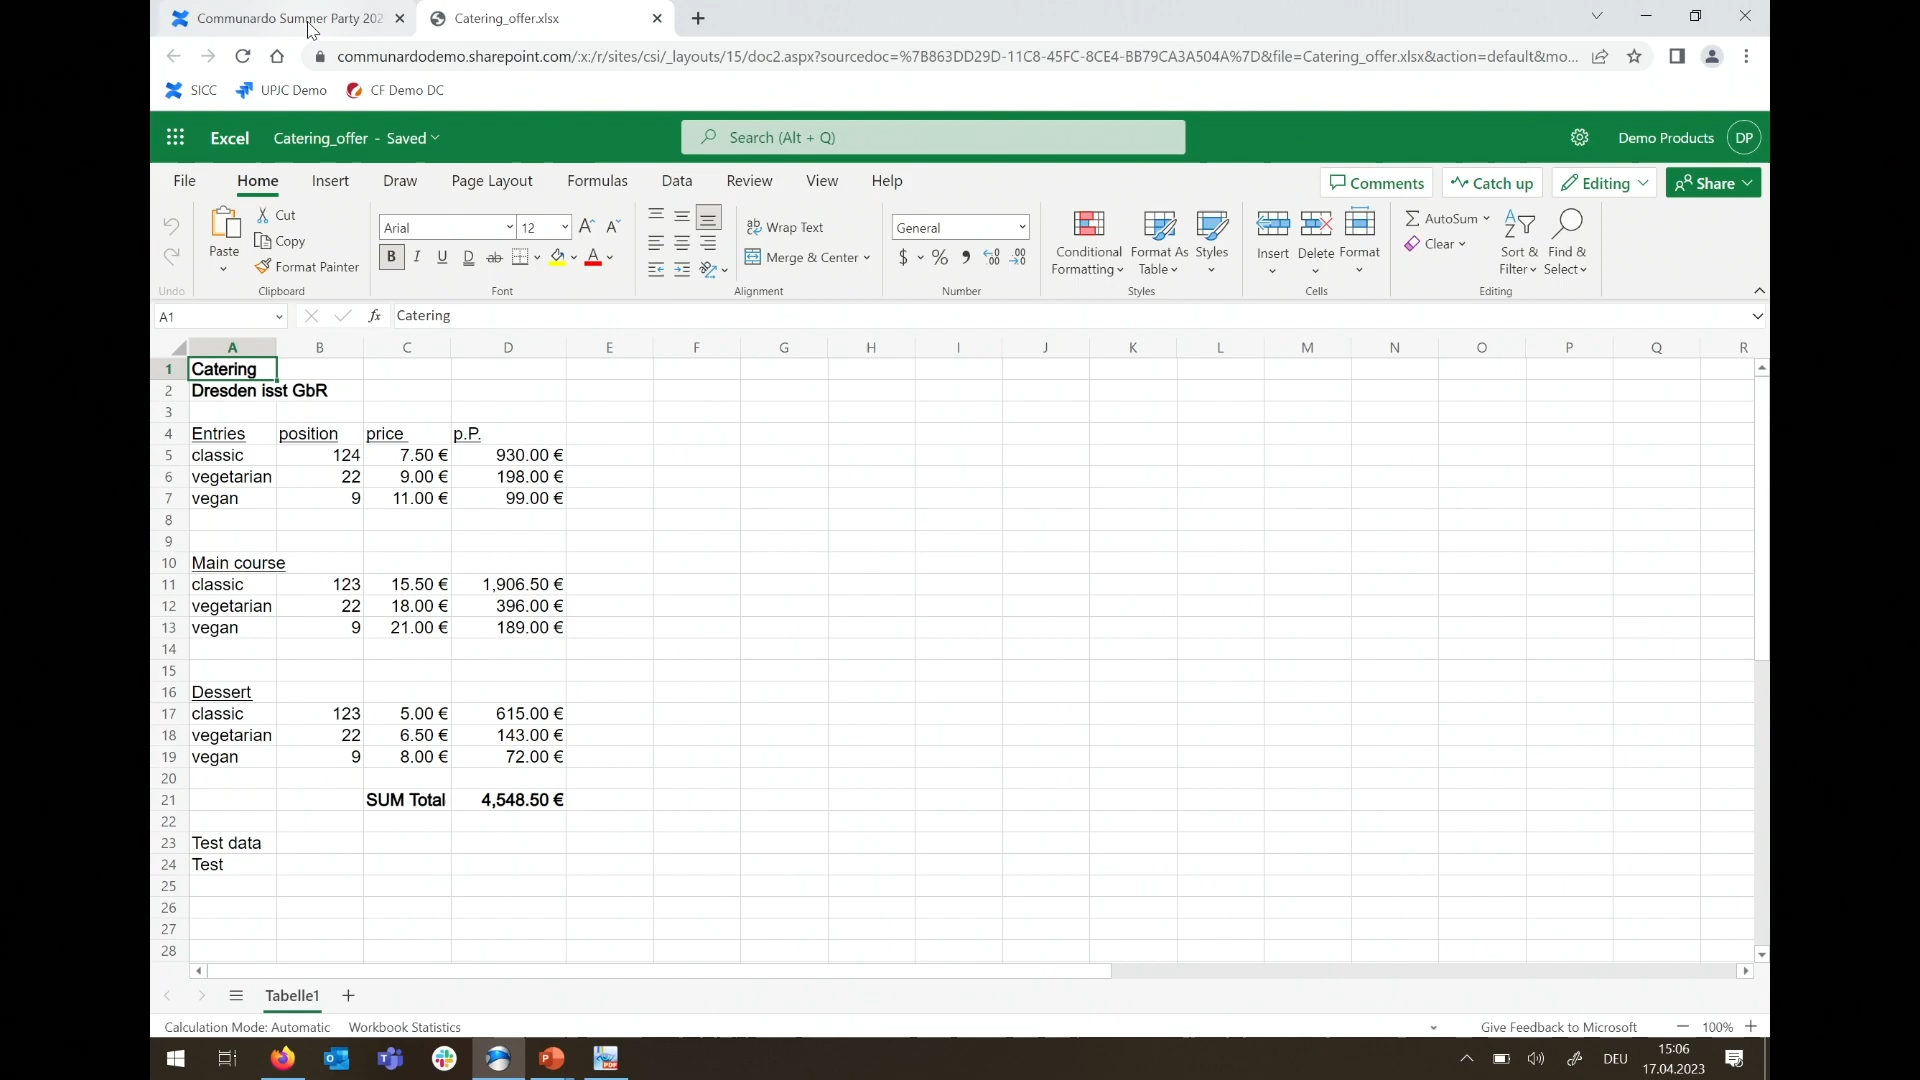 Communardo Summer Party 202
Catering_offer.xlsx
communardodemo.sharepoint.com/:x:/r/sites/csi/_layouts/15/doc2.aspx?sourcedoc=%7B863DD29D-11C8-45FC-8CE4-BB79CA3A504A%7D&file=Catering_offer.xlsx&action=default&mo...
SICC UPJC Demo CF Demo DC
Excel Catering_offer - Saved Search (Alt + Q) Demo Products DP
File Home Insert Draw Page Layout Formulas Data Review View Help Comments Catch up Editing Share
Paste Cut Copy Format Painter
Arial 12
B I U D ab A A A
ab Wrap Text
Merge & Center
General
$ % 9 .00 .00
Conditional Formatting Format As Table Styles
Insert Delete Format
AutoSum
Clear
Sort & Filter Find & Select
Undo Clipboard Font Alignment Number Styles Cells Editing
A1 fx Catering
A B C D E F G H I J K L M N O P Q R
1 Catering
2 Dresden isst GbR
3
4 Entries position price p.P.
5 classic 124 7.50 € 930.00 €
6 vegetarian 22 9.00 € 198.00 €
7 vegan 9 11.00 € 99.00 €
8
9
10 Main course
11 classic 123 15.50 € 1,906.50 €
12 vegetarian 22 18.00 € 396.00 €
13 vegan 9 21.00 € 189.00 €
14
15
16 Dessert
17 classic 123 5.00 € 615.00 €
18 vegetarian 22 6.50 € 143.00 €
19 vegan 9 8.00 € 72.00 €
20
21 SUM Total 4,548.50 €
22
23 Test data
24 Test
25
26
27
28
Tabelle1
Calculation Mode: Automatic Workbook Statistics Give Feedback to Microsoft 100%
DEU 15:06
17.04.2023